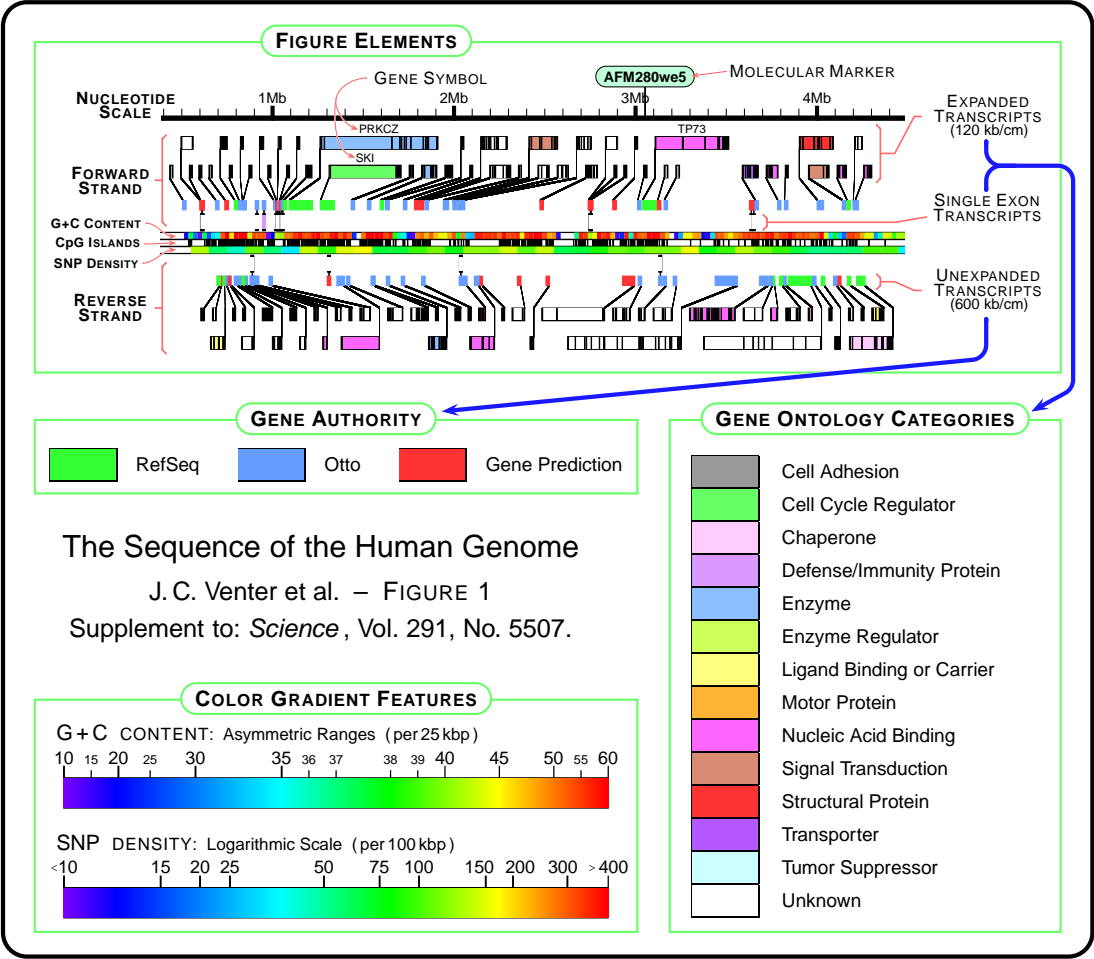 FIGURE ELEMENTS
GENE SYMBOL
AFM280we5
MOLECULAR MARKER
NUCLEOTIDE
SCALE
1Mb
2Mb
3Mb
4Mb
EXPANDED
TRANSCRIPTS
(120 kb/cm)
PRKCZ
TP73
SKI
FORWARD
STRAND
SINGLE EXON
TRANSCRIPTS
G+C CONTENT
CpG ISLANDS
SNP DENSITY
UNEXPANDED
TRANSCRIPTS
(600 kb/cm)
REVERSE
STRAND
GENE AUTHORITY
RefSeq
Otto
Gene Prediction
The Sequence of the Human Genome
J. C. Venter et al. – FIGURE 1
Supplement to: Science, Vol. 291, No. 5507.
COLOR GRADIENT FEATURES
G + C CONTENT: Asymmetric Ranges (per 25 kbp)
10 15 20 25 30 35 36 37 38 39 40 45 50 55 60
SNP DENSITY: Logarithmic Scale (per 100 kbp)
<10 15 20 25 50 75 100 150 200 300 >400
GENE ONTOLOGY CATEGORIES
Cell Adhesion
Cell Cycle Regulator
Chaperone
Defense/Immunity Protein
Enzyme
Enzyme Regulator
Ligand Binding or Carrier
Motor Protein
Nucleic Acid Binding
Signal Transduction
Structural Protein
Transporter
Tumor Suppressor
Unknown